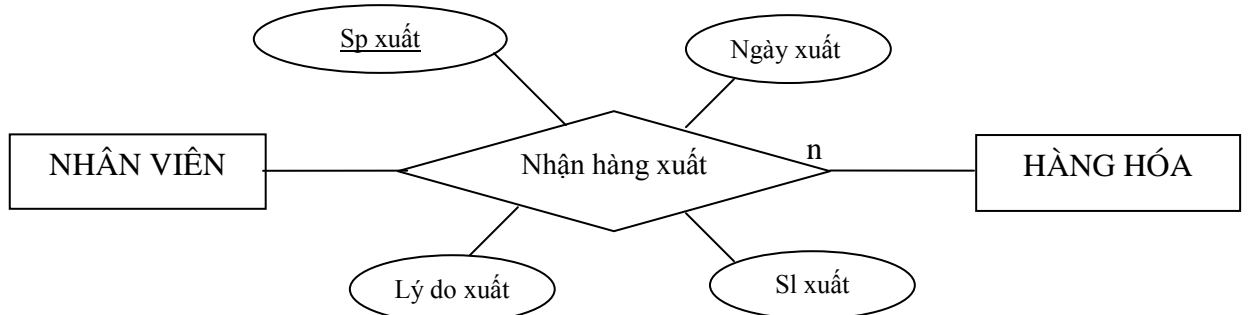 Sp xuất
Ngày xuất
NHÂN VIÊN
Nhận hàng xuất
n
HÀNG HÓA
Lý do xuất
Sl xuất